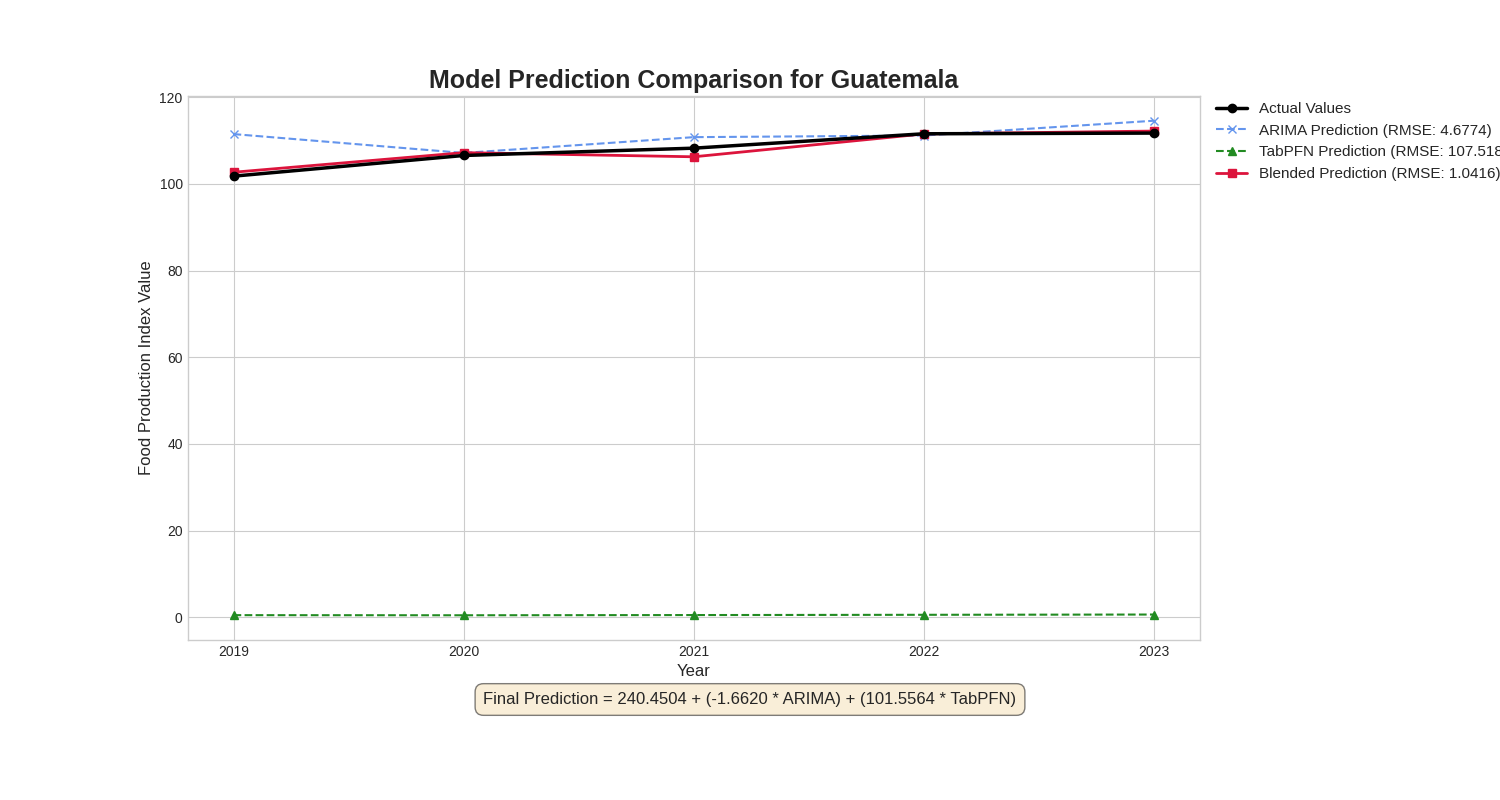 Model Prediction Comparison for Guatemala
120
100
80
60
40
20
0
Food Production Index Value
2019 2020 2021 2022 2023
Year
Actual Values
ARIMA Prediction (RMSE: 4.6774)
TabPFN Prediction (RMSE: 107.518
Blended Prediction (RMSE: 1.0416)
Final Prediction = 240.4504 + (-1.6620 * ARIMA) + (101.5564 * TabPFN)